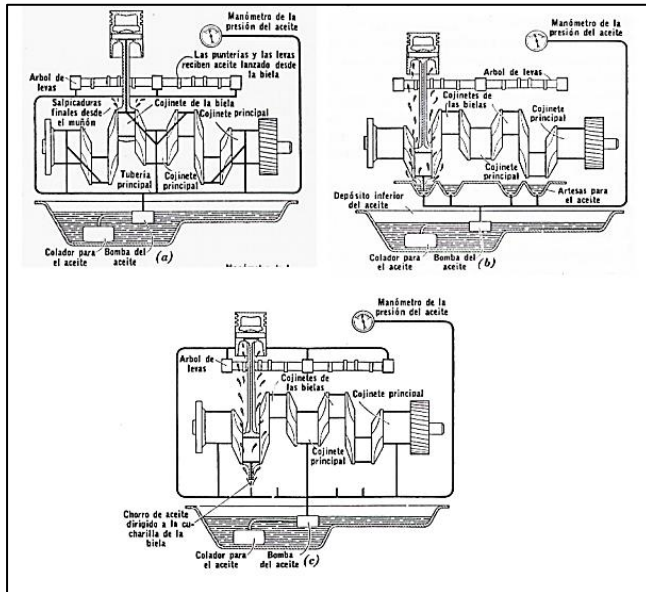 Manómetro de la
presión del aceite
Las punterías y las levas
reciben aceite lanzado desde
la biela
Arbol de
levas
Salpicaduras
finales desde
el muñón
Cojinete de la biela
Cojinete principal
Tubería
principal
Cojinete
principal
Colador para
el aceite
Bomba del
aceite
(a)
Manómetro de la
presión del aceite
Arbol de levas
Cojinetes de
las bielas
Cojinete
principal
Cojinete
principal
Depósito inferior
del aceite
Artesas para
el aceite
Colador para
el aceite
Bomba del
aceite
(b)
Manómetro de la
presión del aceite
Arbol de
levas
Cojinetes de
las bielas
Cojinete principal
Cojinete
principal
Chorro de aceite
dirigido a la cu-
charilla de la
biela
Colador para
el aceite
Bomba
del aceite
(c)